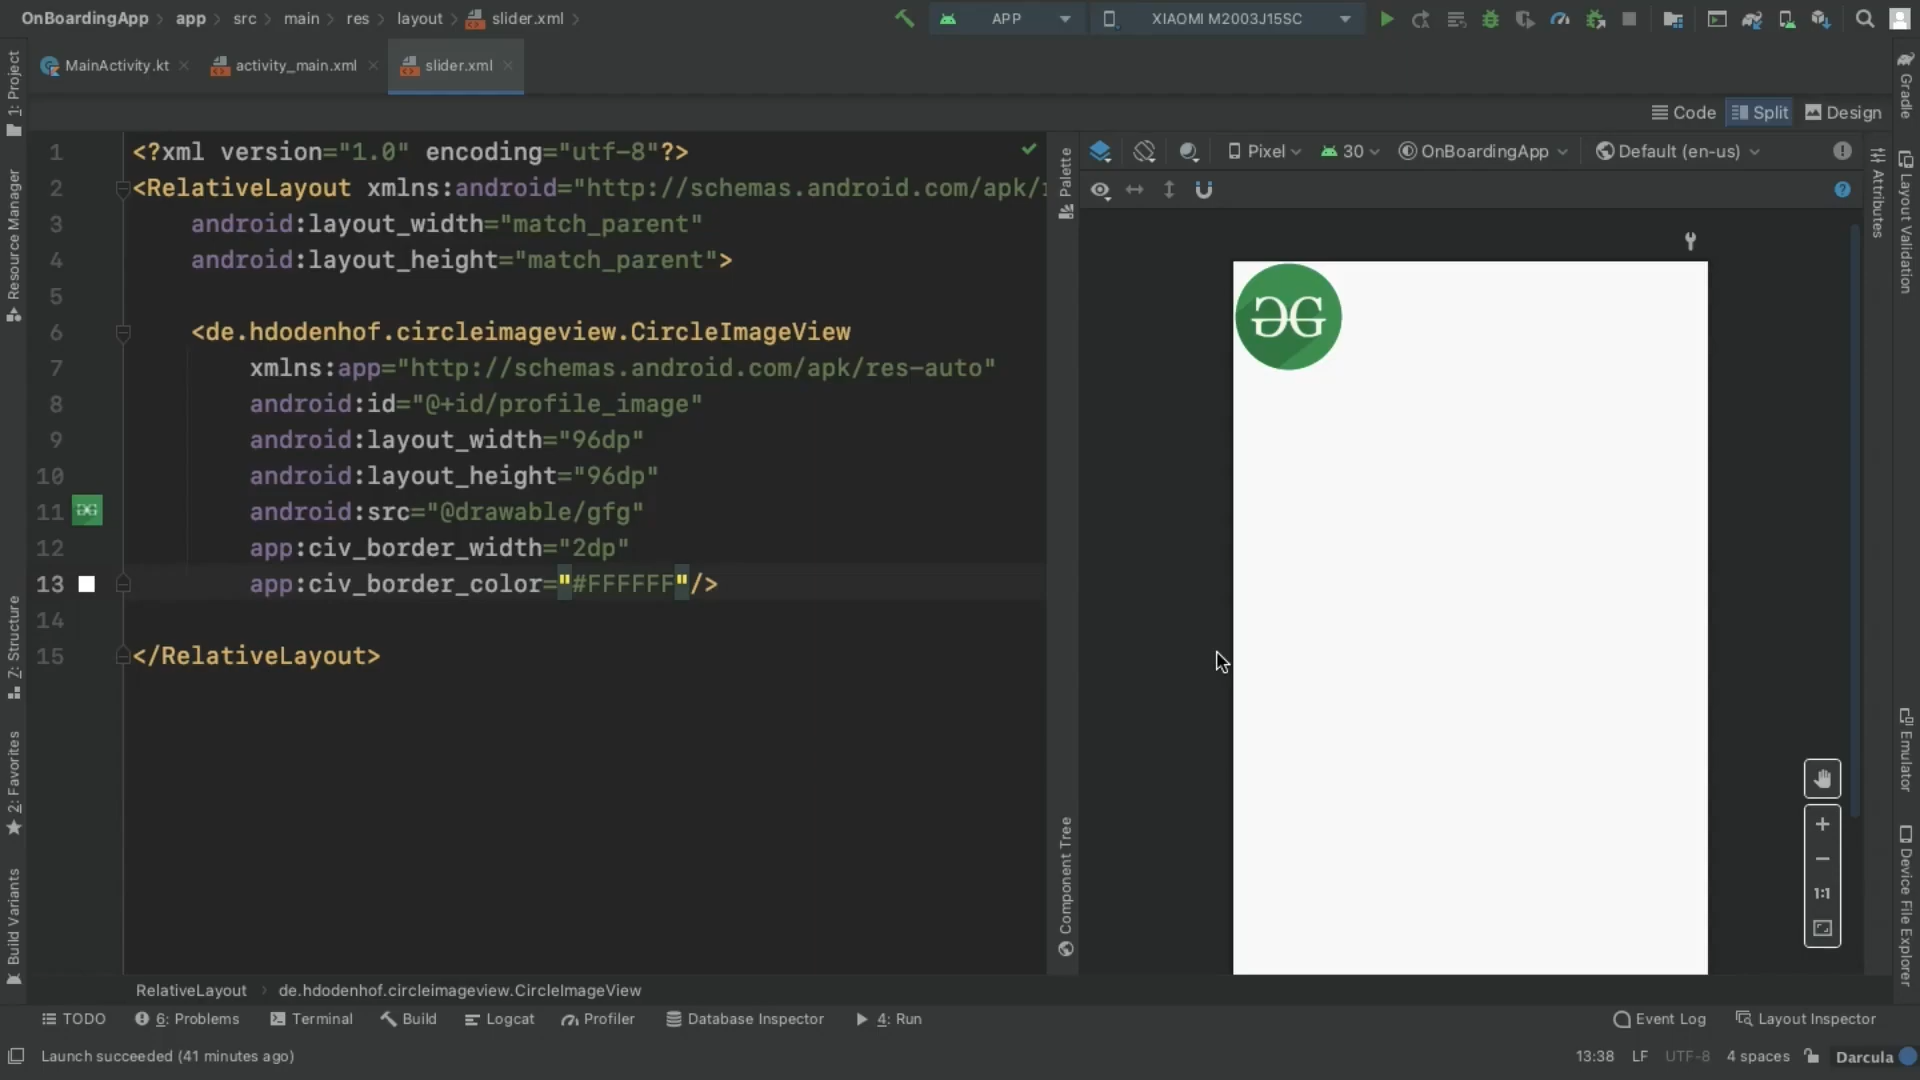 OnBoardingApp app src main res layout slider.xml
APP XIAOMI M2003J15SC
MainActivity.kt activity_main.xml slider.xml
Code Split Design
Pixel 30 OnBoardingApp Default (en-us)
1 <?xml version="1.0" encoding="utf-8"?>
2 <RelativeLayout xmlns:android="http://schemas.android.com/apk/r
3 android:layout_width="match_parent"
4 android:layout_height="match_parent">
5
6 <de.hdodenhof.circleimageview.CircleImageView
7 xmlns:app="http://schemas.android.com/apk/res-auto"
8 android:id="@+id/profile_image"
9 android:layout_width="96dp"
10 android:layout_height="96dp"
11 android:src="@drawable/gfg"
12 app:civ_border_width="2dp"
13 app:civ_border_color="#FFFFFF"/>
14
15 </RelativeLayout>
1: Project
Resource Manager
7: Structure
2: Favorites
Build Variants
Palette
Component Tree
1:1
Attributes
Gradle
Layout Validation
Emulator
Device File Explorer
RelativeLayout de.hdodenhof.circleimageview.CircleImageView
TODO 6: Problems Terminal Build Logcat Profiler Database Inspector 4: Run Event Log Layout Inspector
Launch succeeded (41 minutes ago) 13:38 LF UTF-8 4 spaces Darcula